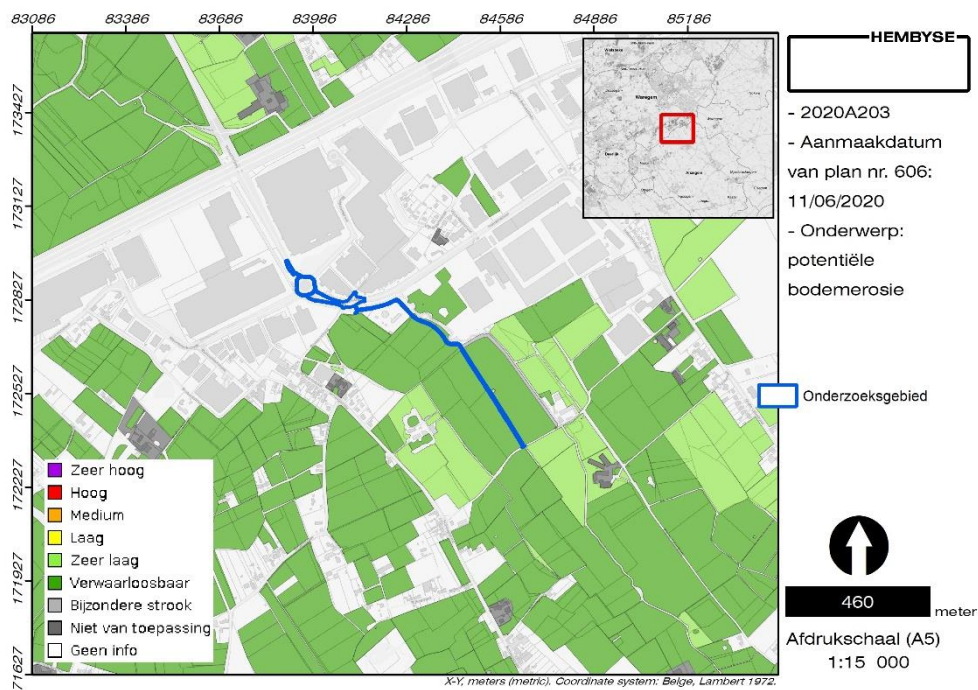 83086 83386 83686 83986 84286 84586 84886 85186
173427
173127
172827
172527
172227
171927
71627
Waregem
HEMBYSE
- 2020A203
- Aanmaakdatum
van plan nr. 606:
11/06/2020
- Onderwerp:
potentiële
bodemerosie
Onderzoeksgebied
Zeer hoog
Hoog
Medium
Laag
Zeer laag
Verwaarloosbaar
Bijzondere strook
Niet van toepassing
Geen info
460
meter
Afdrukschaal (A5)
1:15 000
X-Y, meters (metric). Coordinate system: Belge, Lambert 1972.